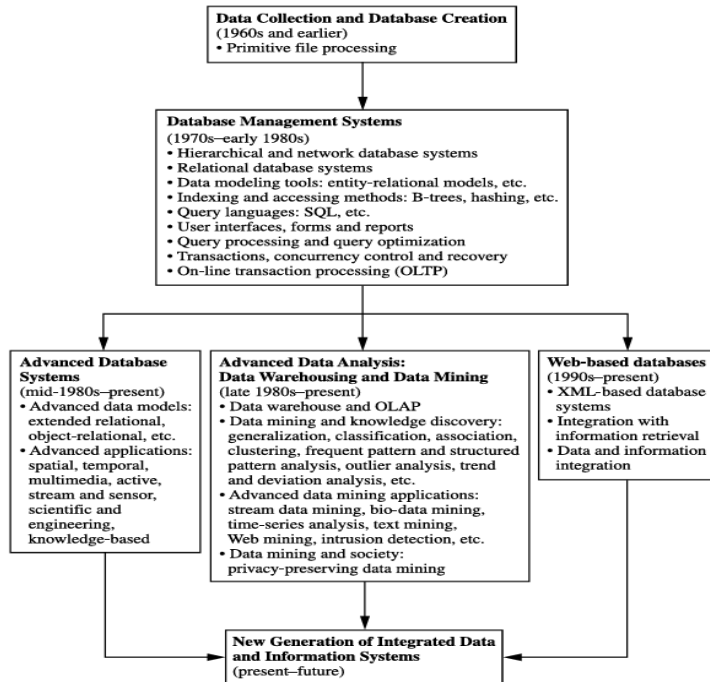 Data Collection and Database Creation
(1960s and earlier)
• Primitive file processing
Database Management Systems
(1970s–early 1980s)
• Hierarchical and network database systems
• Relational database systems
• Data modeling tools: entity-relational models, etc.
• Indexing and accessing methods: B-trees, hashing, etc.
• Query languages: SQL, etc.
• User interfaces, forms and reports
• Query processing and query optimization
• Transactions, concurrency control and recovery
• On-line transaction processing (OLTP)
Advanced Database
Systems
(mid-1980s–present)
• Advanced data models:
extended relational,
object-relational, etc.
• Advanced applications:
spatial, temporal,
multimedia, active,
stream and sensor,
scientific and
engineering,
knowledge-based
Advanced Data Analysis:
Data Warehousing and Data Mining
(late 1980s–present)
• Data warehouse and OLAP
• Data mining and knowledge discovery:
generalization, classification, association,
clustering, frequent pattern and structured
pattern analysis, outlier analysis, trend
and deviation analysis, etc.
• Advanced data mining applications:
stream data mining, bio-data mining,
time-series analysis, text mining,
Web mining, intrusion detection, etc.
• Data mining and society:
privacy-preserving data mining
Web-based databases
(1990s–present)
• XML-based database
systems
• Integration with
information retrieval
• Data and information
integration
New Generation of Integrated Data
and Information Systems
(present–future)